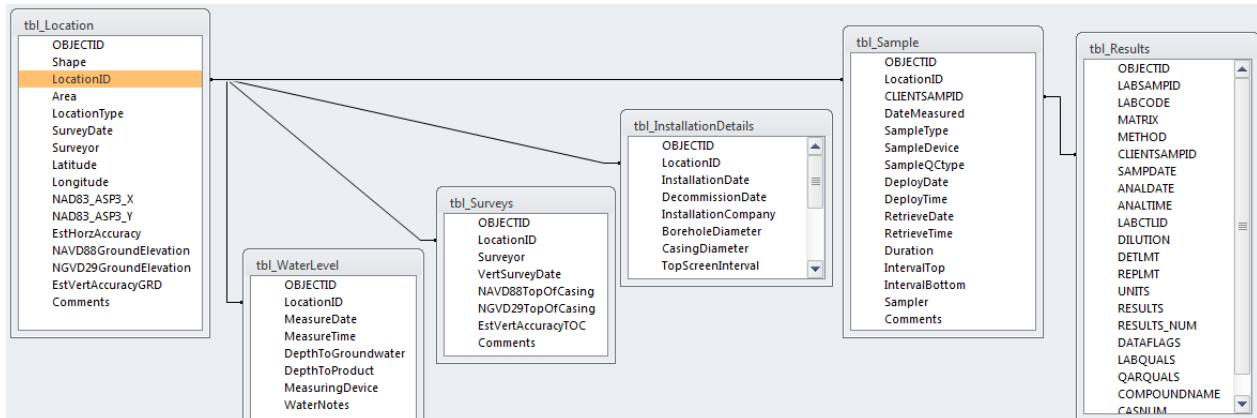 tbl_Location
OBJECTID
Shape
LocationID
Area
LocationType
SurveyDate
Surveyor
Latitude
Longitude
NAD83_ASP3_X
NAD83_ASP3_Y
EstHorzAccuracy
NAVD88GroundElevation
NGVD29GroundElevation
EstVertAccuracyGRD
Comments
tbl_WaterLevel
OBJECTID
LocationID
MeasureDate
MeasureTime
DepthToGroundwater
DepthToProduct
MeasuringDevice
WaterNotes
tbl_Surveys
OBJECTID
LocationID
Surveyor
VertSurveyDate
NAVD88TopOfCasing
NGVD29TopOfCasing
EstVertAccuracyTOC
Comments
tbl_InstallationDetails
OBJECTID
LocationID
InstallationDate
DecommissionDate
InstallationCompany
BoreholeDiameter
CasingDiameter
TopScreenInterval
tbl_Sample
OBJECTID
LocationID
CLIENTSAMPID
DateMeasured
SampleType
SampleDevice
SampleQCtype
DeployDate
DeployTime
RetrieveDate
RetrieveTime
Duration
IntervalTop
IntervalBottom
Sampler
Comments
tbl_Results
OBJECTID
LABSAMPID
LABCODE
MATRIX
METHOD
CLIENTSAMPID
SAMPDATE
ANALDATE
ANALTIME
LABCTLID
DILUTION
DETLMT
REPLMT
UNITS
RESULTS
RESULTS_NUM
DATAFLAGS
LABQUALS
QARQUALS
COMPOUNDNAME
CASNUM